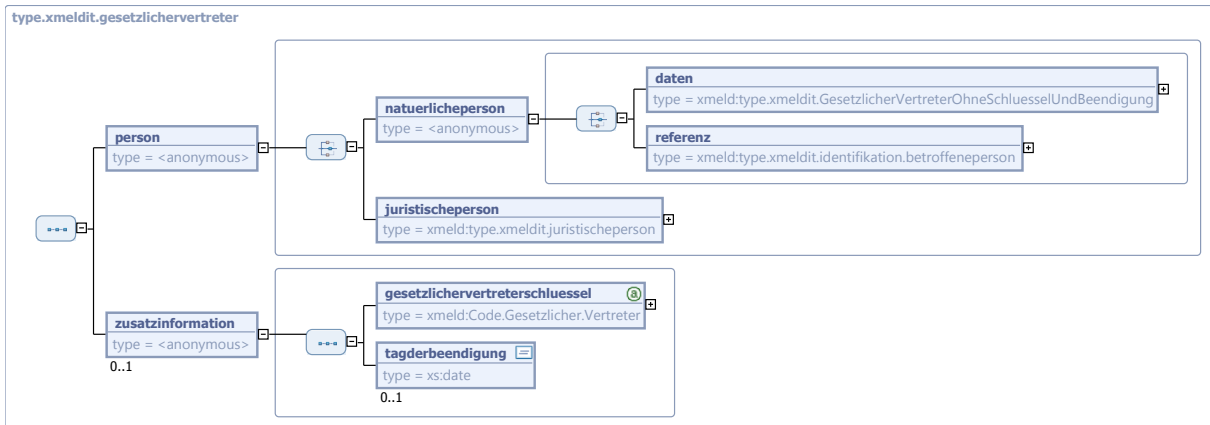 type.xmeldit.gesetzlichervertreter
daten
type = xmeld:type.xmeldit.GesetzlicherVertreterOhneSchluesselUndBeendigung
natuerlicheperson
type = <anonymous>
referenz
type = xmeld:type.xmeldit.identifikation.betroffeneperson
person
type = <anonymous>
juristischeperson
type = xmeld:type.xmeldit.juristischeperson
gesetzlichervertreterschluessel
a
type = xmeld:Code.Gesetzlicher.Vertreter
zusatzinformation
type = <anonymous>
0..1
tagderbeendigung
type = xs:date
0..1